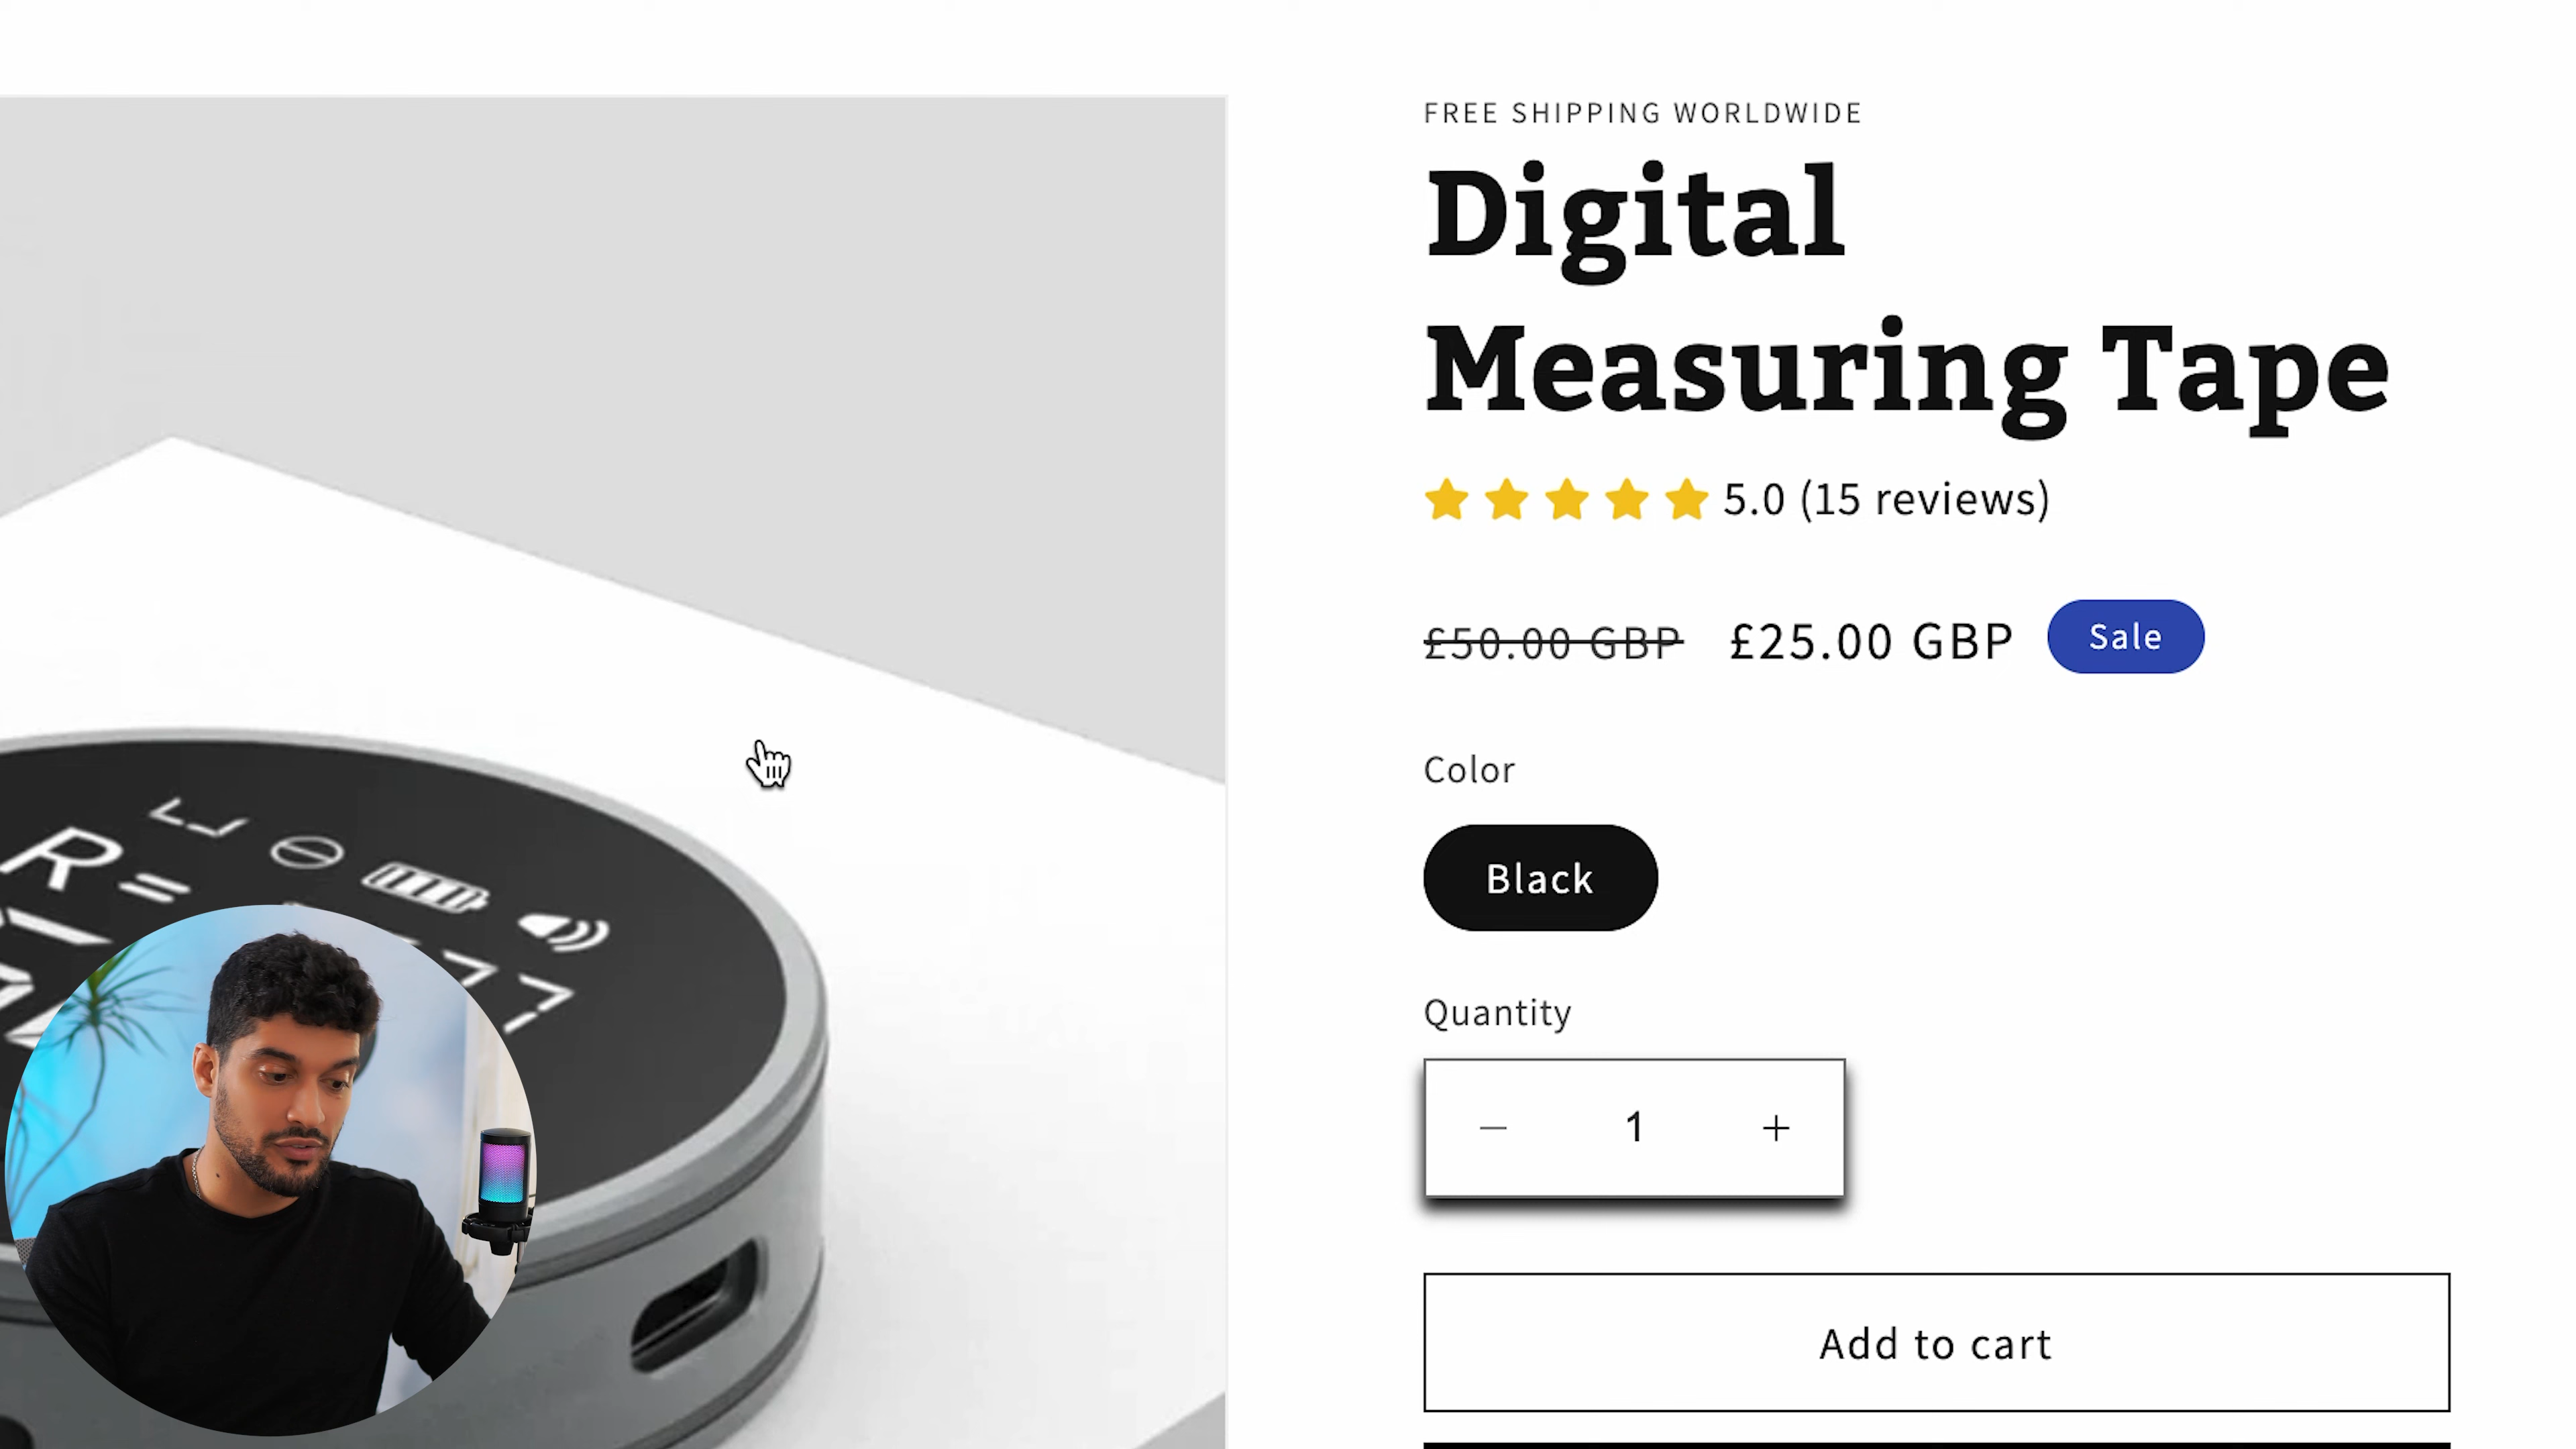 FREE SHIPPING WORLDWIDE
Digital
Measuring Tape
5.0 (15 reviews)
£50.00 GBP £25.00 GBP Sale
Color
Black
Quantity
− 1 +
Add to cart
R=